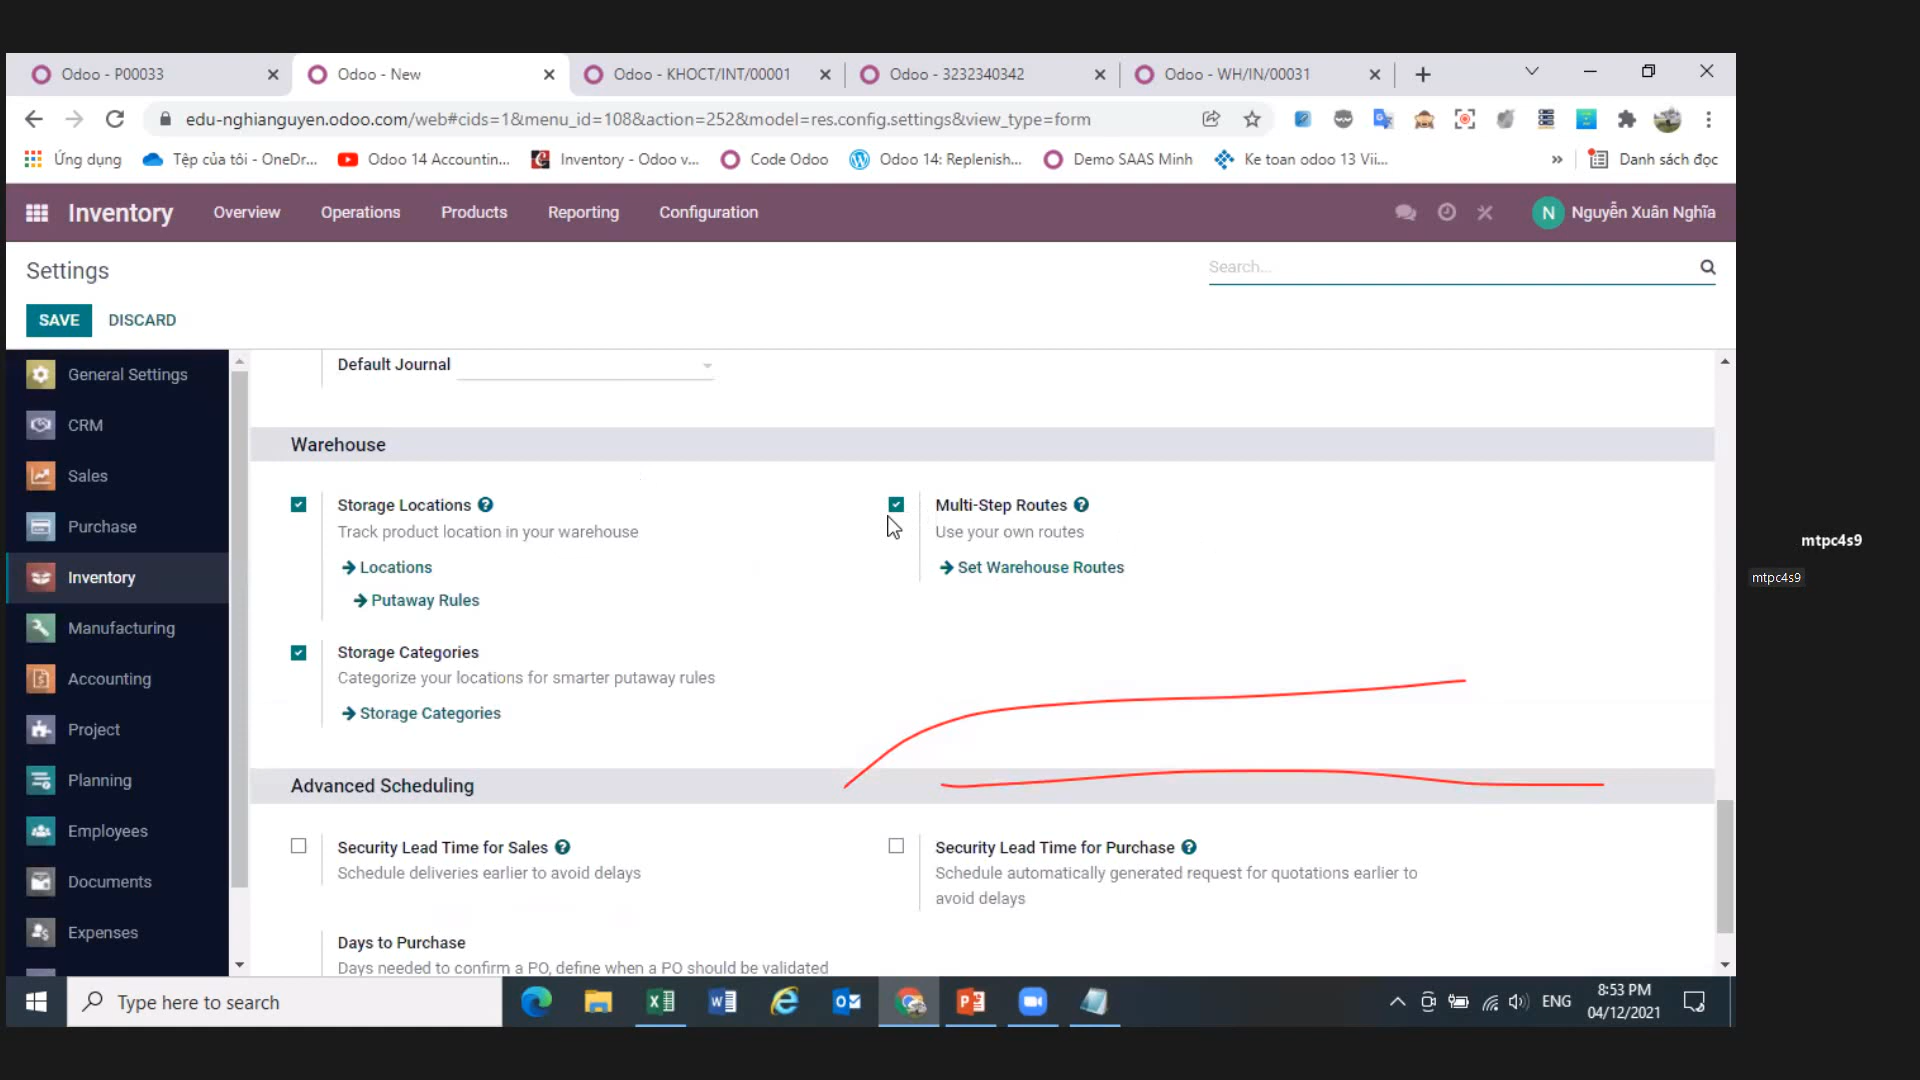 Odoo - P00033
Odoo - New
Odoo - KHOCT/INT/00001
Odoo - 3232340342
Odoo - WH/IN/00031
edu-nghianguyen.odoo.com/web#cids=1&menu_id=108&action=252&model=res.config.settings&view_type=form
Ứng dụng
Tệp của tôi - OneDr...
Odoo 14 Accountin...
Inventory - Odoo v...
Code Odoo
Odoo 14: Replenish...
Demo SAAS Minh
Ke toan odoo 13 Vii...
»
Danh sách đọc
Inventory
Overview
Operations
Products
Reporting
Configuration
N
Nguyễn Xuân Nghĩa
Settings
Search...
SAVE
DISCARD
General Settings
CRM
Sales
Purchase
Inventory
Manufacturing
Accounting
Project
Planning
Employees
Documents
Expenses
Default Journal
Warehouse
Storage Locations
Track product location in your warehouse
Locations
Putaway Rules
Multi-Step Routes
Use your own routes
Set Warehouse Routes
Storage Categories
Categorize your locations for smarter putaway rules
Storage Categories
Advanced Scheduling
Security Lead Time for Sales
Schedule deliveries earlier to avoid delays
Security Lead Time for Purchase
Schedule automatically generated request for quotations earlier to
avoid delays
Days to Purchase
Days needed to confirm a PO, define when a PO should be validated
mtpc4s9
mtpc4s9
Type here to search
ENG
8:53 PM
04/12/2021